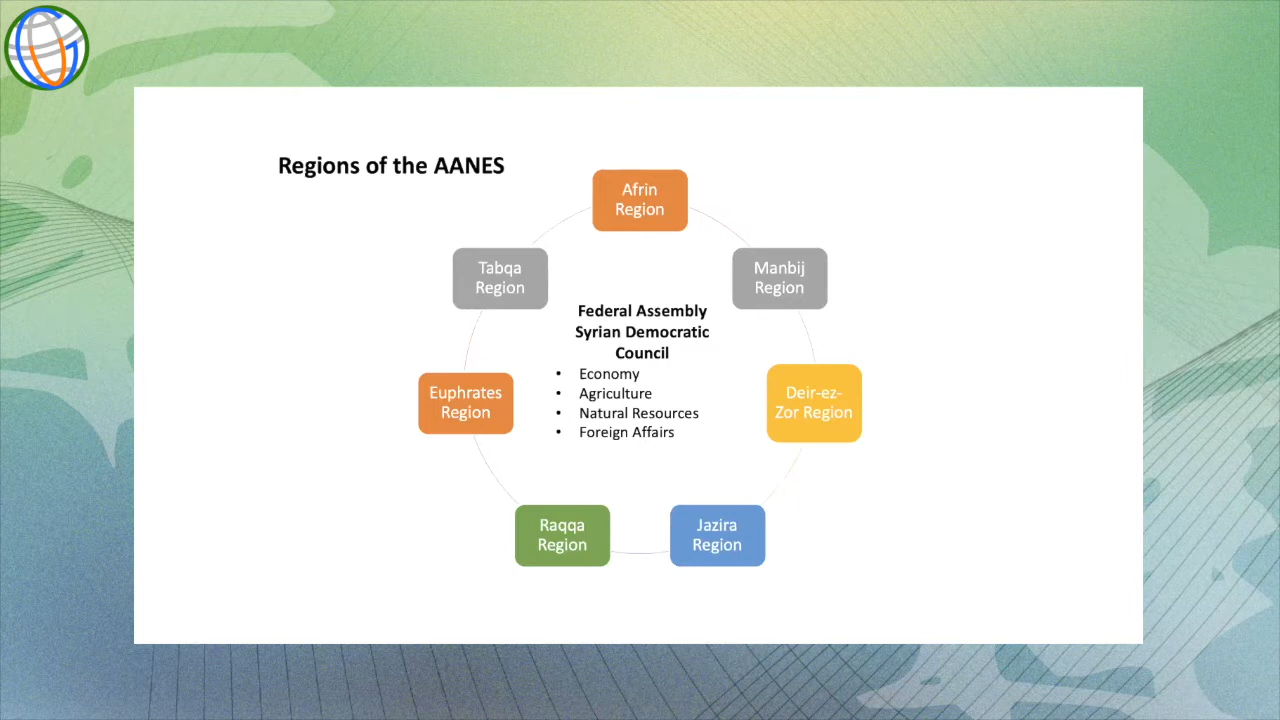 Regions of the AANES
Afrin
Region
Tabqa
Region
Manbij
Region
Federal Assembly
Syrian Democratic
Council
• Economy
• Agriculture
• Natural Resources
• Foreign Affairs
Euphrates
Region
Deir-ez-
Zor Region
Raqqa
Region
Jazira
Region